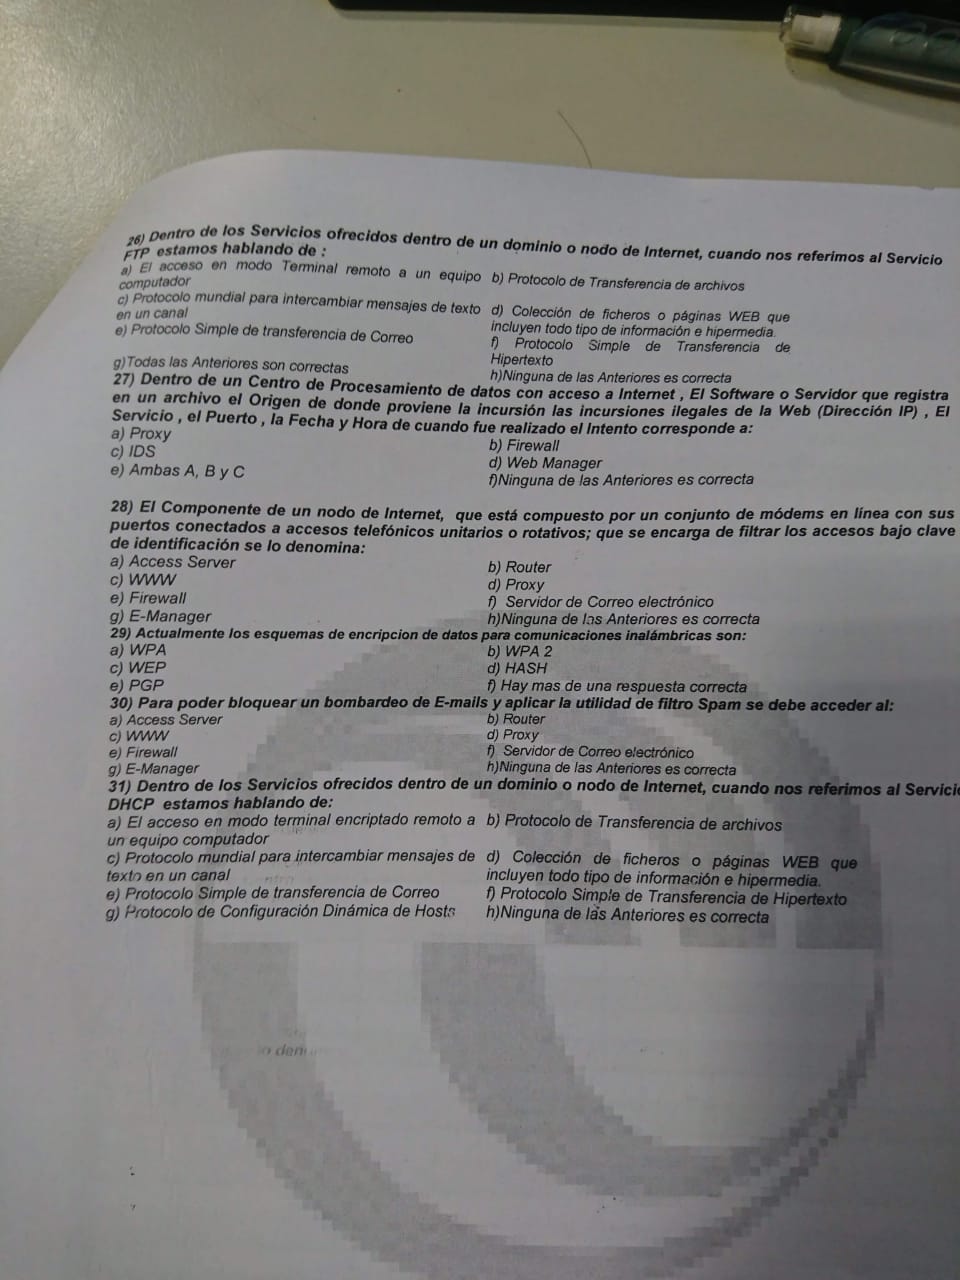 26) Dentro de los Servicios ofrecidos dentro de un dominio o nodo de Internet, cuando nos referimos al Servicio
FTP estamos hablando de :
a) El acceso en modo Terminal remoto a un equipo computador
b) Protocolo de Transferencia de archivos
c) Protocolo mundial para intercambiar mensajes de texto en un canal
d) Colección de ficheros o páginas WEB que incluyen todo tipo de información e hipermedia.
e) Protocolo Simple de transferencia de Correo
f) Protocolo Simple de Transferencia de Hipertexto
g)Todas las Anteriores son correctas
h)Ninguna de las Anteriores es correcta
27) Dentro de un Centro de Procesamiento de datos con acceso a Internet , El Software o Servidor que registra
en un archivo el Origen de donde proviene la incursión las incursiones ilegales de la Web (Dirección IP) , El
Servicio , el Puerto , la Fecha y Hora de cuando fue realizado el Intento corresponde a:
a) Proxy
b) Firewall
c) IDS
d) Web Manager
e) Ambas A, B y C
f)Ninguna de las Anteriores es correcta
28) El Componente de un nodo de Internet, que está compuesto por un conjunto de módems en línea con sus
puertos conectados a accesos telefónicos unitarios o rotativos; que se encarga de filtrar los accesos bajo clave
de identificación se lo denomina:
a) Access Server
b) Router
c) WWW
d) Proxy
e) Firewall
f) Servidor de Correo electrónico
g) E-Manager
h)Ninguna de las Anteriores es correcta
29) Actualmente los esquemas de encripcion de datos para comunicaciones inalámbricas son:
a) WPA
b) WPA 2
c) WEP
d) HASH
e) PGP
f) Hay mas de una respuesta correcta
30) Para poder bloquear un bombardeo de E-mails y aplicar la utilidad de filtro Spam se debe acceder al:
a) Access Server
b) Router
c) WWW
d) Proxy
e) Firewall
f) Servidor de Correo electrónico
g) E-Manager
h)Ninguna de las Anteriores es correcta
31) Dentro de los Servicios ofrecidos dentro de un dominio o nodo de Internet, cuando nos referimos al Servicio
DHCP estamos hablando de:
a) El acceso en modo terminal encriptado remoto a un equipo computador
b) Protocolo de Transferencia de archivos
c) Protocolo mundial para intercambiar mensajes de texto en un canal
d) Colección de ficheros o páginas WEB que incluyen todo tipo de información e hipermedia.
e) Protocolo Simple de transferencia de Correo
f) Protocolo Simple de Transferencia de Hipertexto
g) Protocolo de Configuración Dinámica de Hosts
h)Ninguna de las Anteriores es correcta